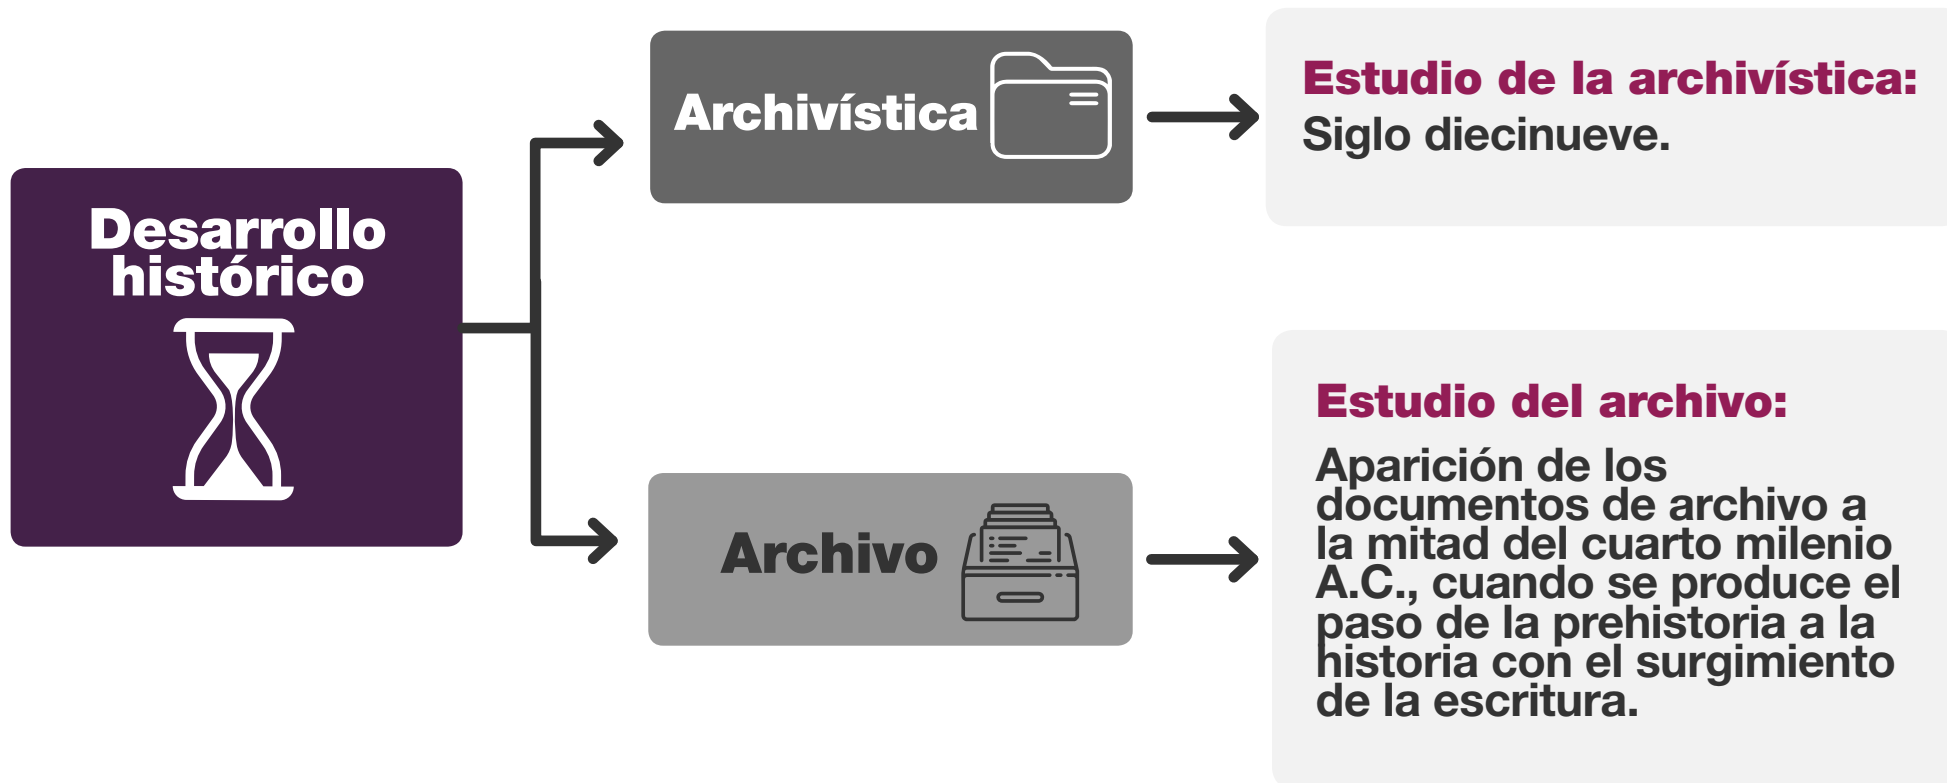 Desarrollo
histórico
Archivística
Estudio de la archivística:
Siglo diecinueve.
Archivo
Estudio del archivo:
Aparición de los
documentos de archivo a
la mitad del cuarto milenio
A.C., cuando se produce el
paso de la prehistoria a la
historia con el surgimiento
de la escritura.